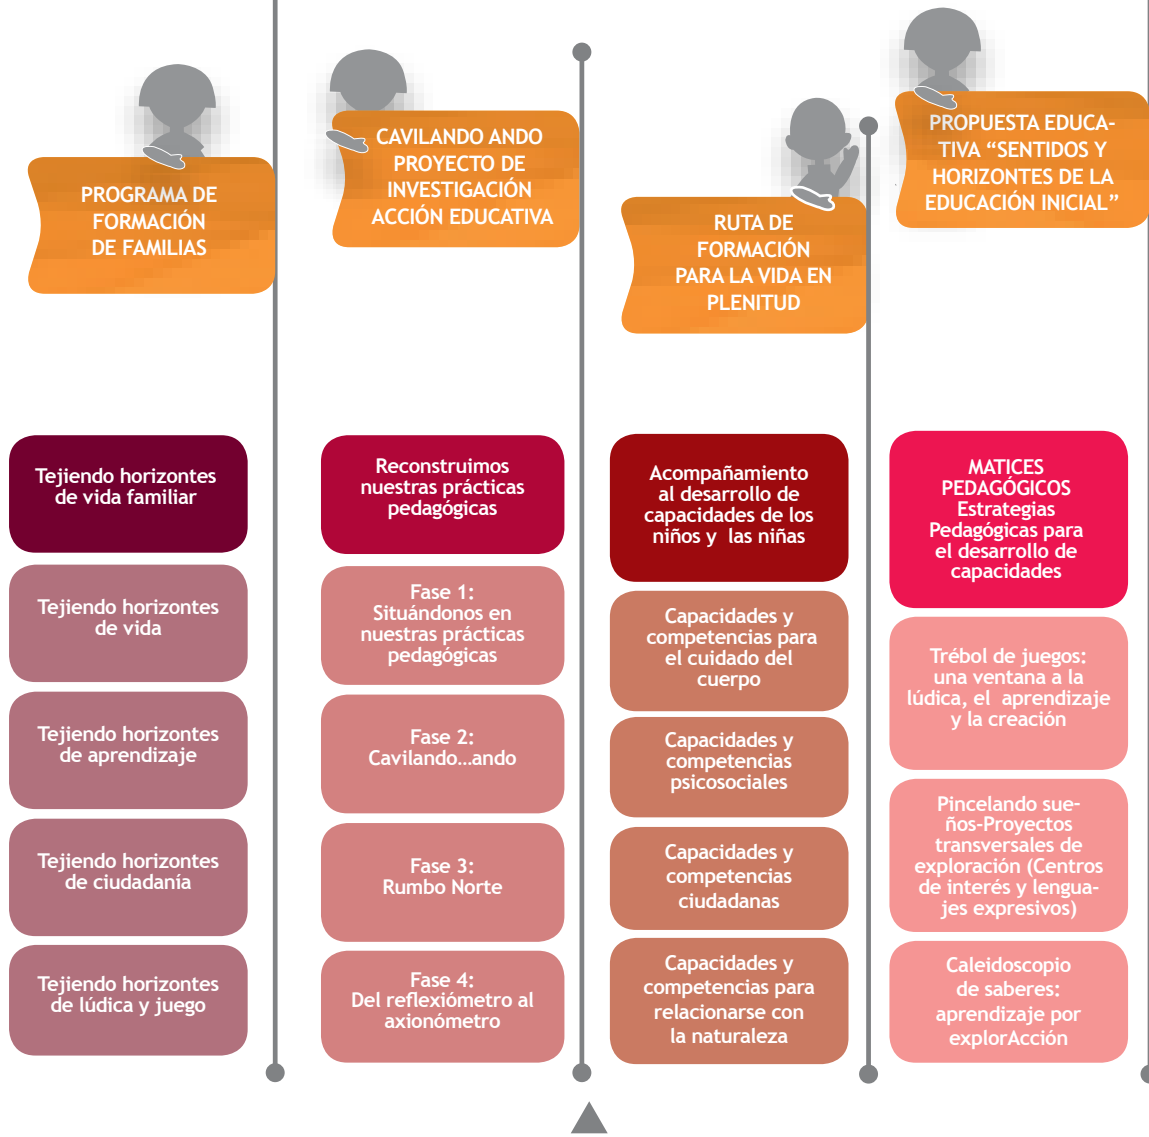 PROGRAMA DE
FORMACIÓN
DE FAMILIAS
Tejiendo horizontes
de vida familiar
Tejiendo horizontes
de vida
Tejiendo horizontes
de aprendizaje
Tejiendo horizontes
de ciudadanía
Tejiendo horizontes
de lúdica y juego
CAVILANDO ANDO
PROYECTO DE
INVESTIGACIÓN
ACCIÓN EDUCATIVA
Reconstruimos
nuestras prácticas
pedagógicas
Fase 1:
Situándonos en
nuestras prácticas
pedagógicas
Fase 2:
Cavilando...ando
Fase 3:
Rumbo Norte
Fase 4:
Del reflexiómetro al
axionómetro
RUTA DE
FORMACIÓN
PARA LA VIDA EN
PLENITUD
Acompañamiento
al desarrollo de
capacidades de los
niños y las niñas
Capacidades y
competencias para
el cuidado del
cuerpo
Capacidades y
competencias
psicosociales
Capacidades y
competencias
ciudadanas
Capacidades y
competencias para
relacionarse con
la naturaleza
PROPUESTA EDUCA-
TIVA “SENTIDOS Y
HORIZONTES DE LA
EDUCACIÓN INICIAL”
MATICES
PEDAGÓGICOS
Estrategias
Pedagógicas para
el desarrollo de
capacidades
Trébol de juegos:
una ventana a la
lúdica, el aprendizaje
y la creación
Pincelando sue-
ños-Proyectos
transversales de
exploración (Centros
de interés y lengua-
jes expresivos)
Caleidoscopio
de saberes:
aprendizaje por
explorAcción